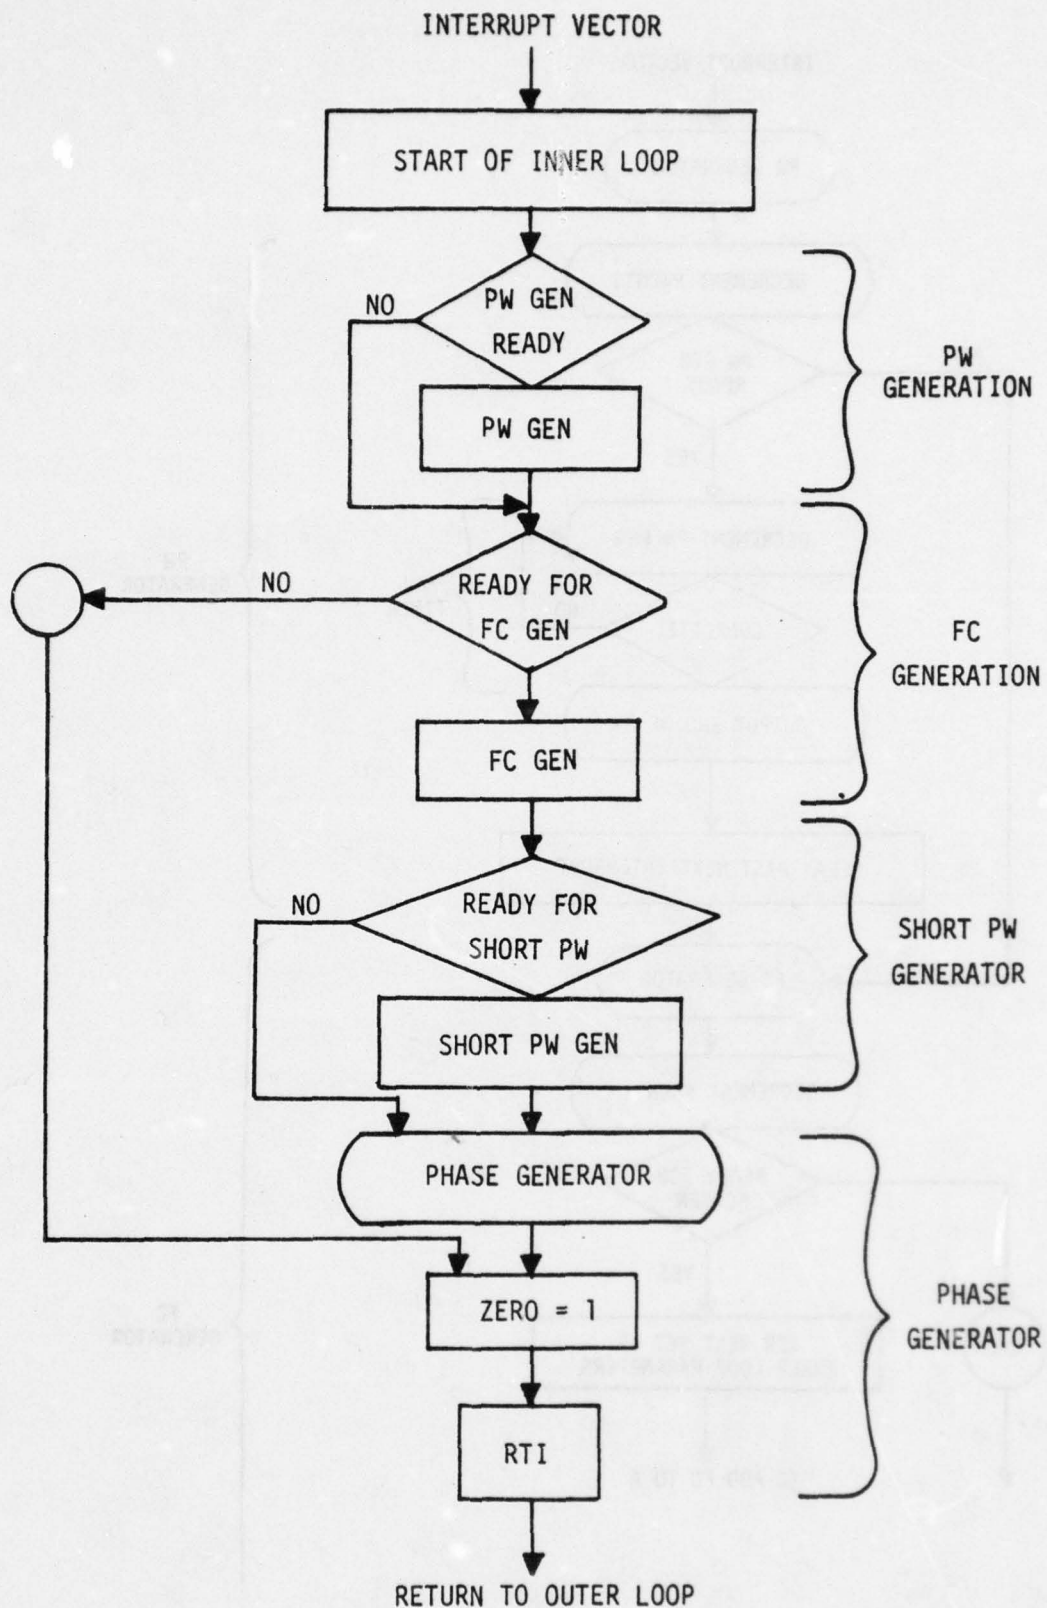 INTERRUPT VECTOR
START OF INNER LOOP
NO
PW GEN
READY
PW GEN
PW
GENERATION
NO
READY FOR
FC GEN
FC GEN
FC
GENERATION
NO
READY FOR
SHORT PW
SHORT PW GEN
SHORT PW
GENERATOR
PHASE GENERATOR
ZERO = 1
RTI
PHASE
GENERATOR
RETURN TO OUTER LOOP